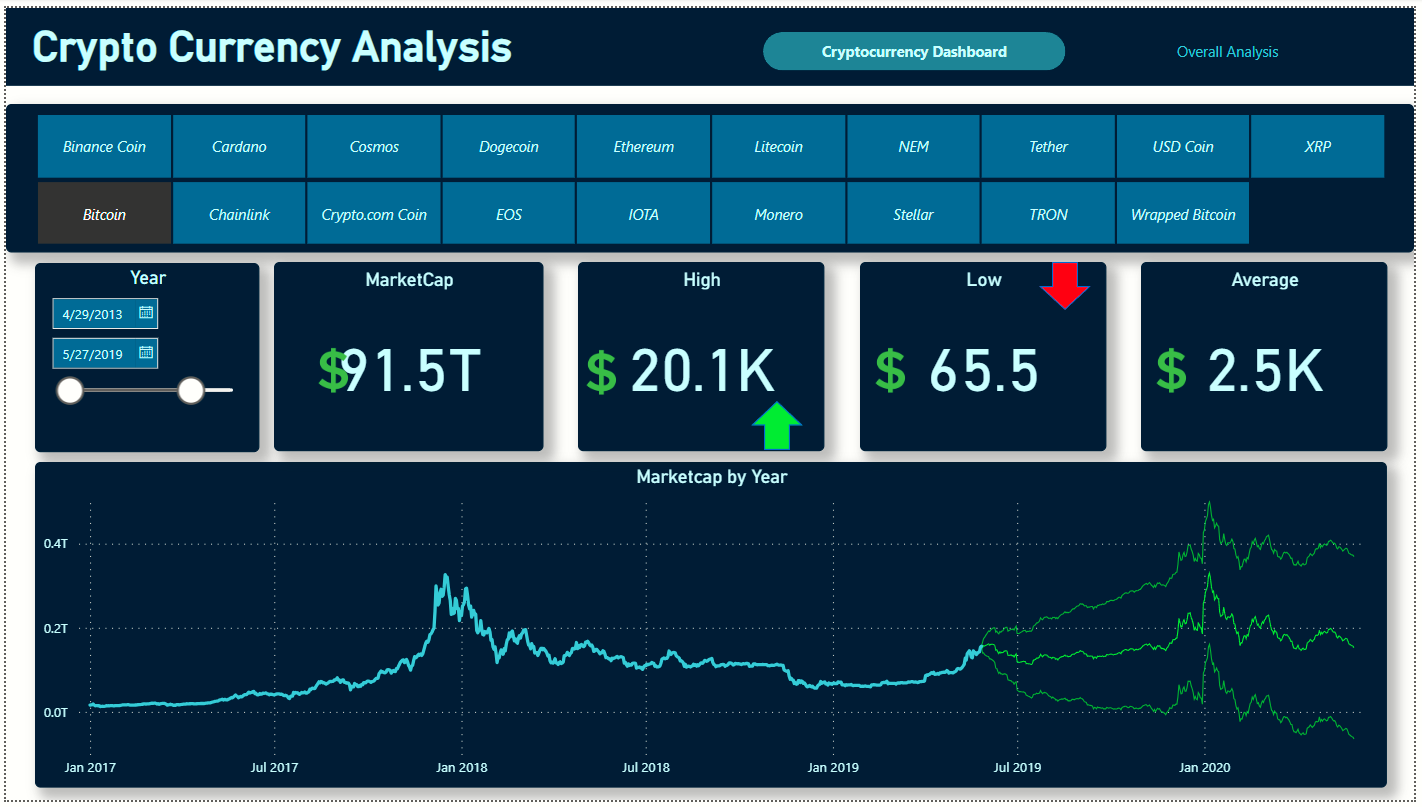 Crypto Currency Analysis
Cryptocurrency Dashboard
Overall Analysis
Binance Coin
Cardano
Cosmos
Dogecoin
Ethereum
Litecoin
NEM
Tether
USD Coin
XRP
Bitcoin
Chainlink
Crypto.com Coin
EOS
IOTA
Monero
Stellar
TRON
Wrapped Bitcoin
Year
4/29/2013
5/27/2019
MarketCap
$91.5T
High
$ 20.1K
Low
$ 65.5
Average
$ 2.5K
Marketcap by Year
0.4T
0.2T
0.0T
Jan 2017
Jul 2017
Jan 2018
Jul 2018
Jan 2019
Jul 2019
Jan 2020